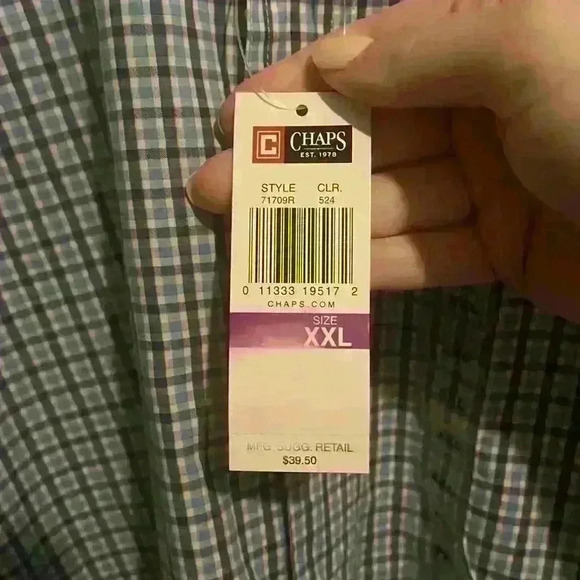 C CHAPS
EST. 1978
STYLE CLR.
71709R 524
0 11333 19517 2
CHAPS.COM
SIZE
XXL
MFG. SUGG. RETAIL
$39.50